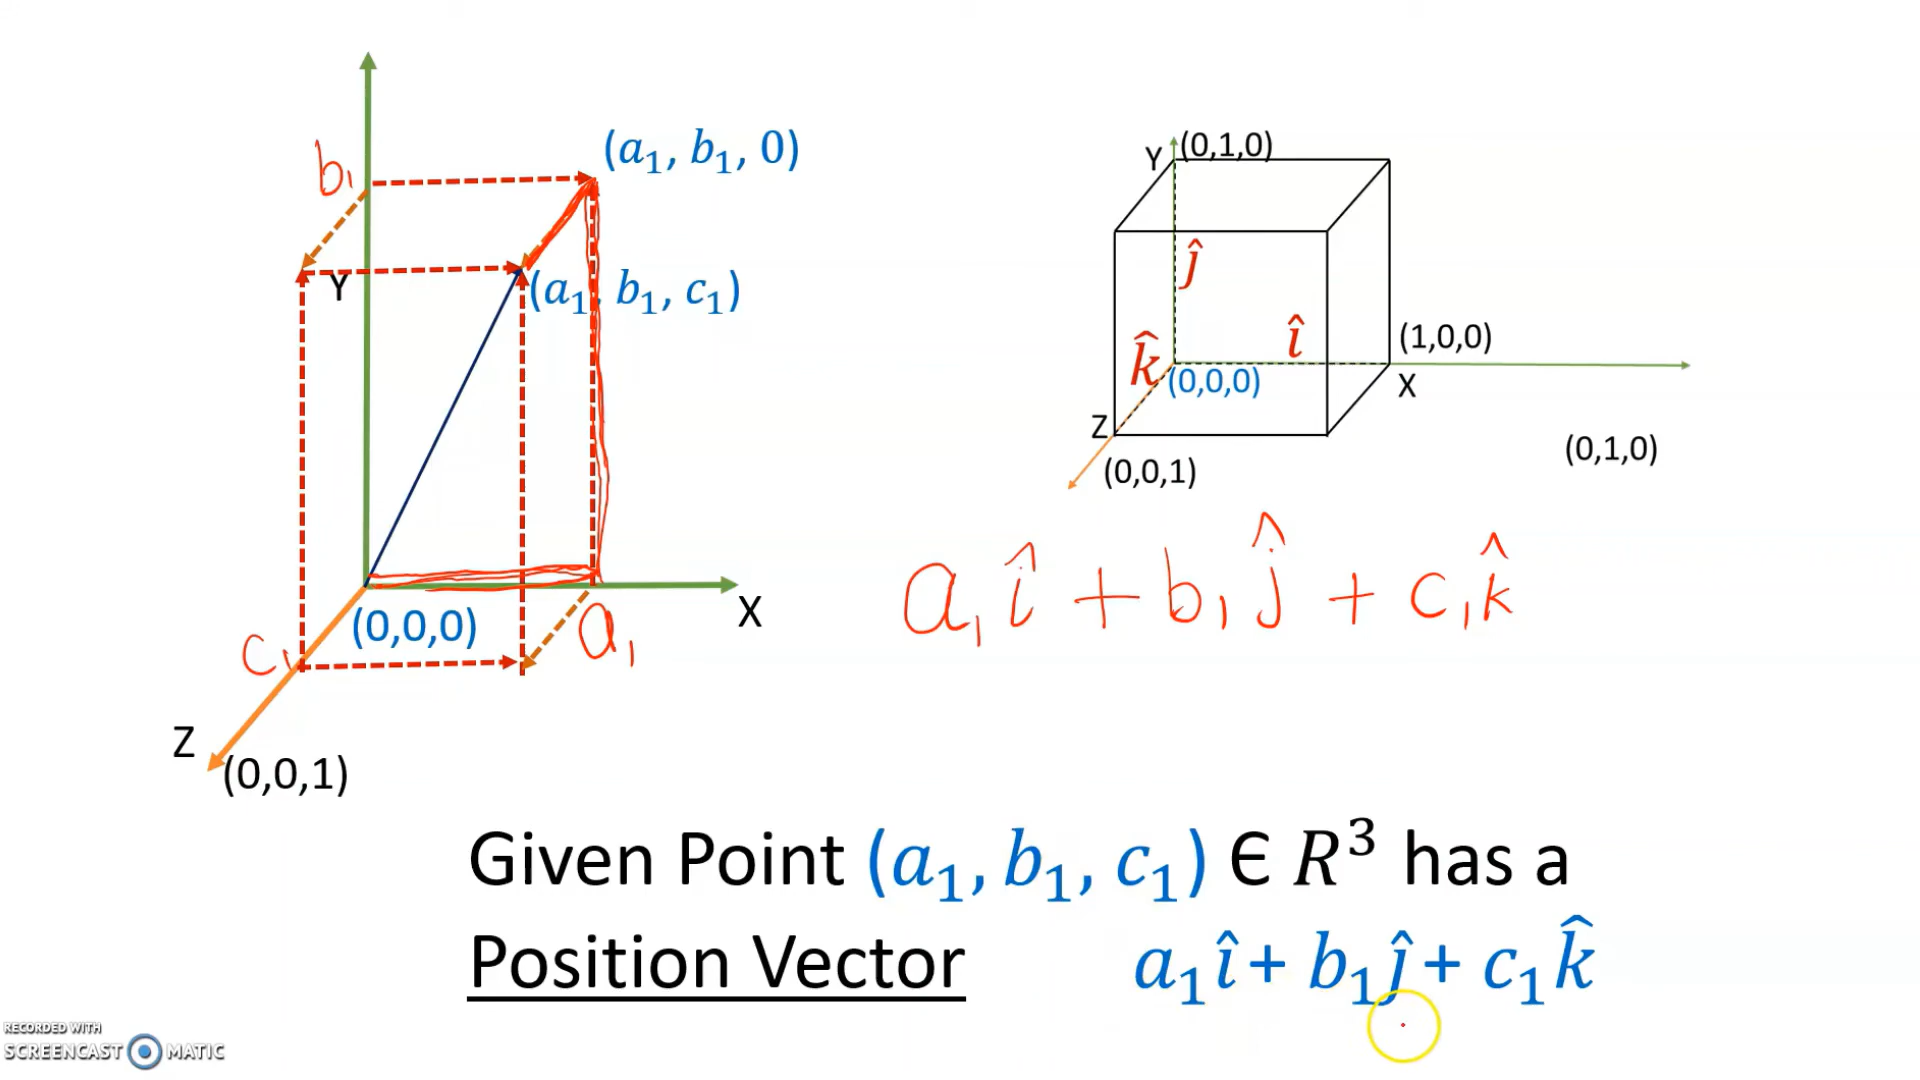 b₁
(a₁, b₁, 0)
Y
(a₁, b₁, c₁)
(0,0,0)
X
a₁
c₁
Z
(0,0,1)
Y (0,1,0)
ĵ
î
k̂
(1,0,0)
(0,0,0)
X
Z
(0,0,1)
(0,1,0)
a₁î + b₁ĵ + c₁k̂
Given Point (a₁, b₁, c₁) Є R³ has a
Position Vector a₁î + b₁ĵ + c₁k̂
RECORDED WITH
SCREENCAST MATIC